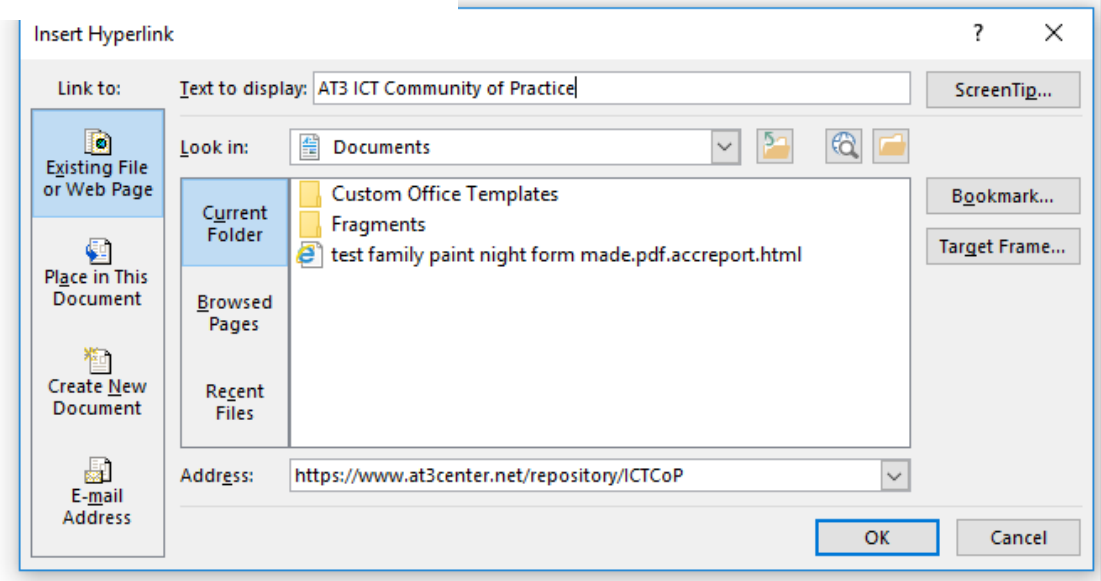 Insert Hyperlink
?
Link to:
Text to display:
AT3 ICT Community of Practice
ScreenTip...
Existing File
or Web Page
Look in:
Documents
Current
Folder
Custom Office Templates
Fragments
test family paint night form made.pdf.accreport.html
Bookmark...
Target Frame...
Place in This
Document
Browsed
Pages
Create New
Document
Recent
Files
E-mail
Address
Address:
https://www.at3center.net/repository/ICTCoP
OK
Cancel